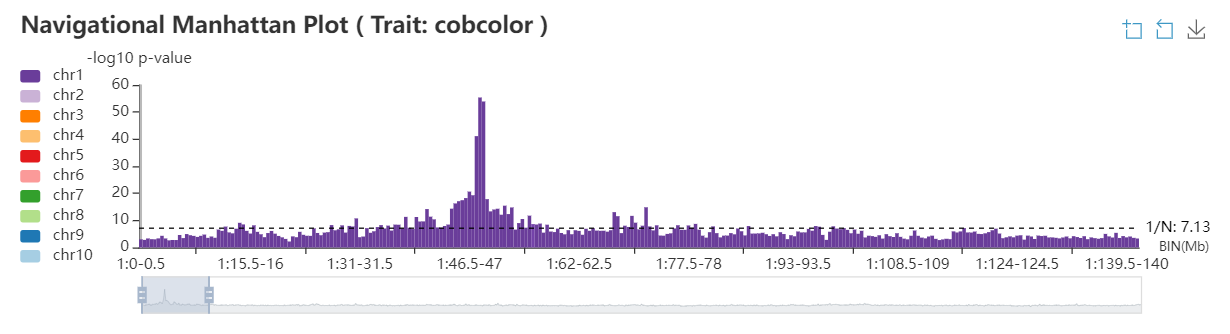 Navigational Manhattan Plot ( Trait: cobcolor )
-log10 p-value
chr1
chr2
chr3
chr4
chr5
chr6
chr7
chr8
chr9
chr10
60
50
40
30
20
10
0
1/N: 7.13
BIN(Mb)
1:0-0.5 1:15.5-16 1:31-31.5 1:46.5-47 1:62-62.5 1:77.5-78 1:93-93.5 1:108.5-109 1:124-124.5 1:139.5-140